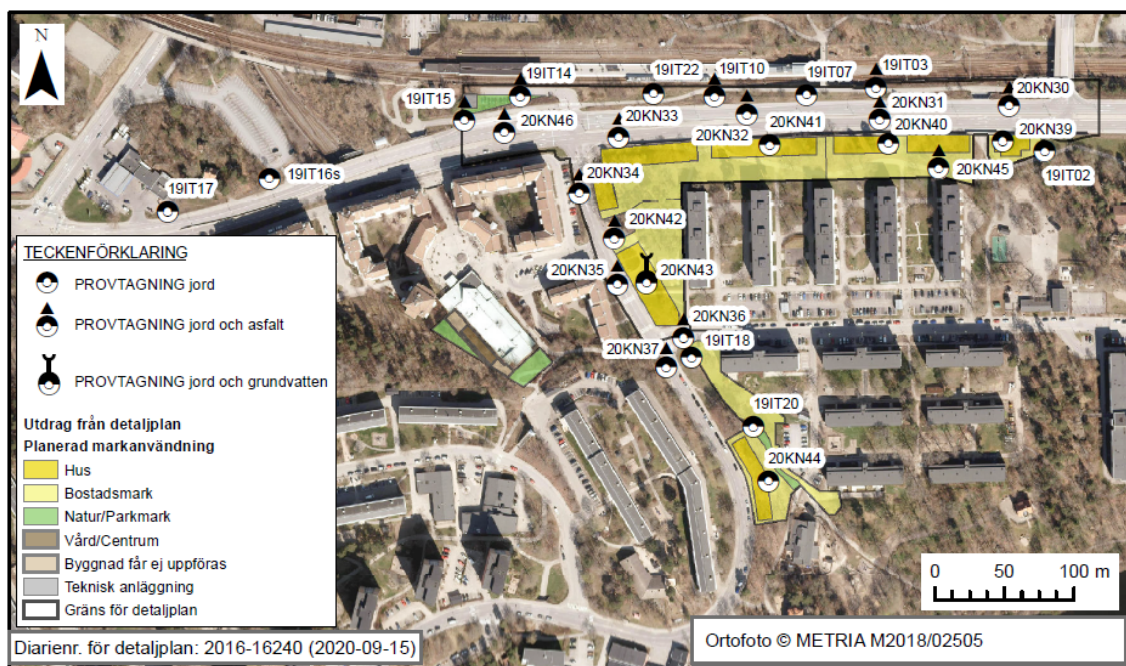 N
19IT14
19IT22
19IT10
19IT07
19IT03
19IT15
20KN46
20KN33
20KN32
20KN41
20KN31
20KN40
20KN30
20KN39
19IT17
19IT16s
20KN34
20KN45
19IT02
20KN42
20KN35
20KN43
20KN36
20KN37
19IT18
19IT20
20KN44
TECKENFÖRKLARING
PROVTAGNING jord
PROVTAGNING jord och asfalt
PROVTAGNING jord och grundvatten
Utdrag från detaljplan
Planerad markanvändning
Hus
Bostadsmark
Natur/Parkmark
Vård/Centrum
Byggnad får ej uppföras
Teknisk anläggning
Gräns för detaljplan
0 50 100 m
Diarienr. för detaljplan: 2016-16240 (2020-09-15)
Ortofoto © METRIA M2018/02505